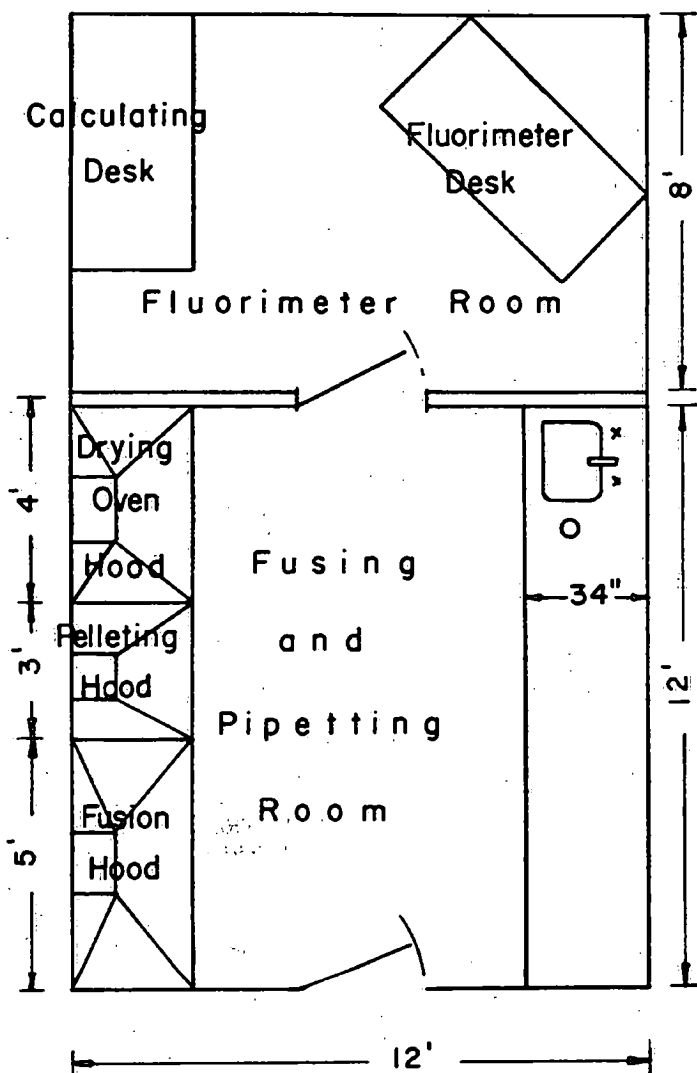 Calculating
Desk
Fluorimeter
Desk
8'
Fluorimeter Room
Drying
Oven
Hood
4'
Fusing
and
Pipetting
Room
34"
Pelleting
Hood
3'
12'
Fusion
Hood
5'
12'